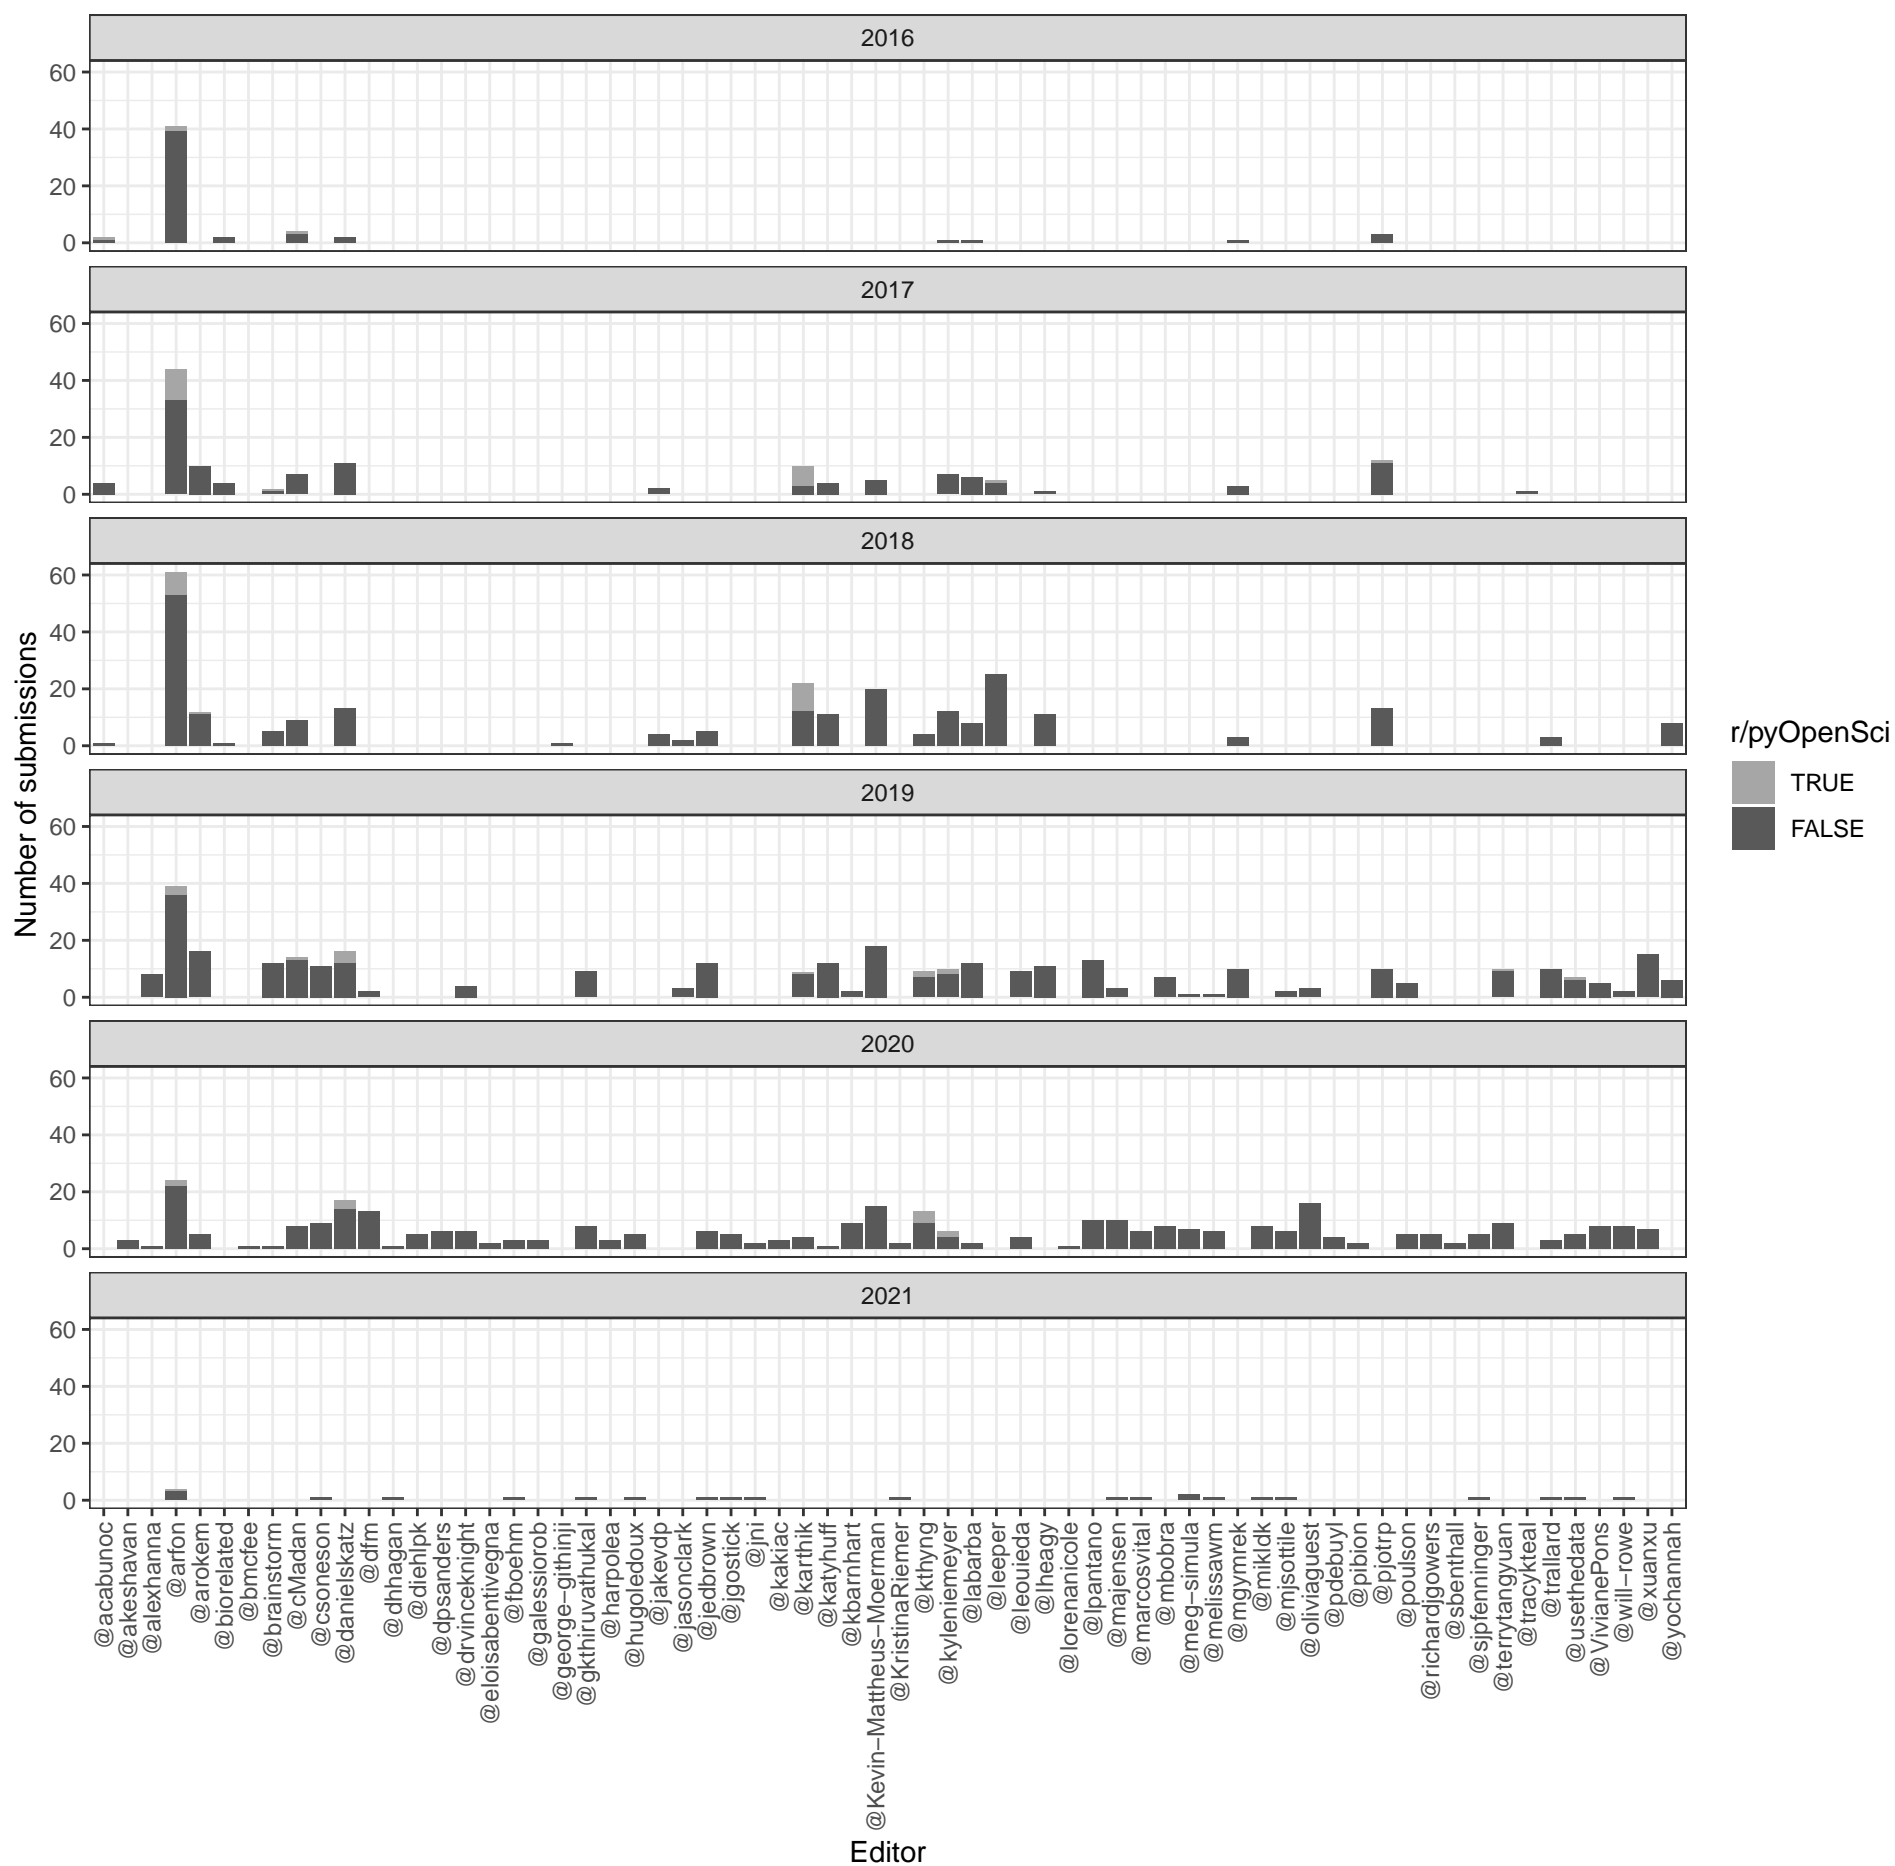 2016
60
40
20
0
2017
60
40
20
0
2018
60
40
20
0
2019
60
40
20
0
2020
60
40
20
0
2021
60
40
20
0
Number of submissions
@acabunoc
@akeshavan
@alexhanna
@arfon
@arokem
@biorelated
@bmcfee
@brainstorm
@cMadan
@csoneson
@danielskatz
@dfm
@dhhagan
@diehlpk
@dpsanders
@drvinceknight
@eloisabentivegna
@fboehm
@galessiorob
@george−githinji
@gkthiruvathukal
@harpolea
@hugoledoux
@jakevdp
@jasonclark
@jedbrown
@jgostick
@jni
@kakiac
@karthik
@katyhuff
@kbarnhart
@Kevin−Mattheus−Moerman
@KristinaRiemer
@kthyng
@kyleniemeyer
@labarba
@leeper
@leouieda
@lheagy
@lorenanicole
@lpantano
@majensen
@marcosvital
@mbobra
@meg−simula
@melissawm
@mgymrek
@mikldk
@mjsottile
@oliviaguest
@pdebuyl
@pibion
@pjotrp
@poulson
@richardjgowers
@sbenthall
@sjpfenninger
@terrytangyuan
@tracykteal
@trallard
@usethedata
@VivianePons
@will−rowe
@xuanxu
@yochannah
Editor
r/pyOpenSci
TRUE
FALSE